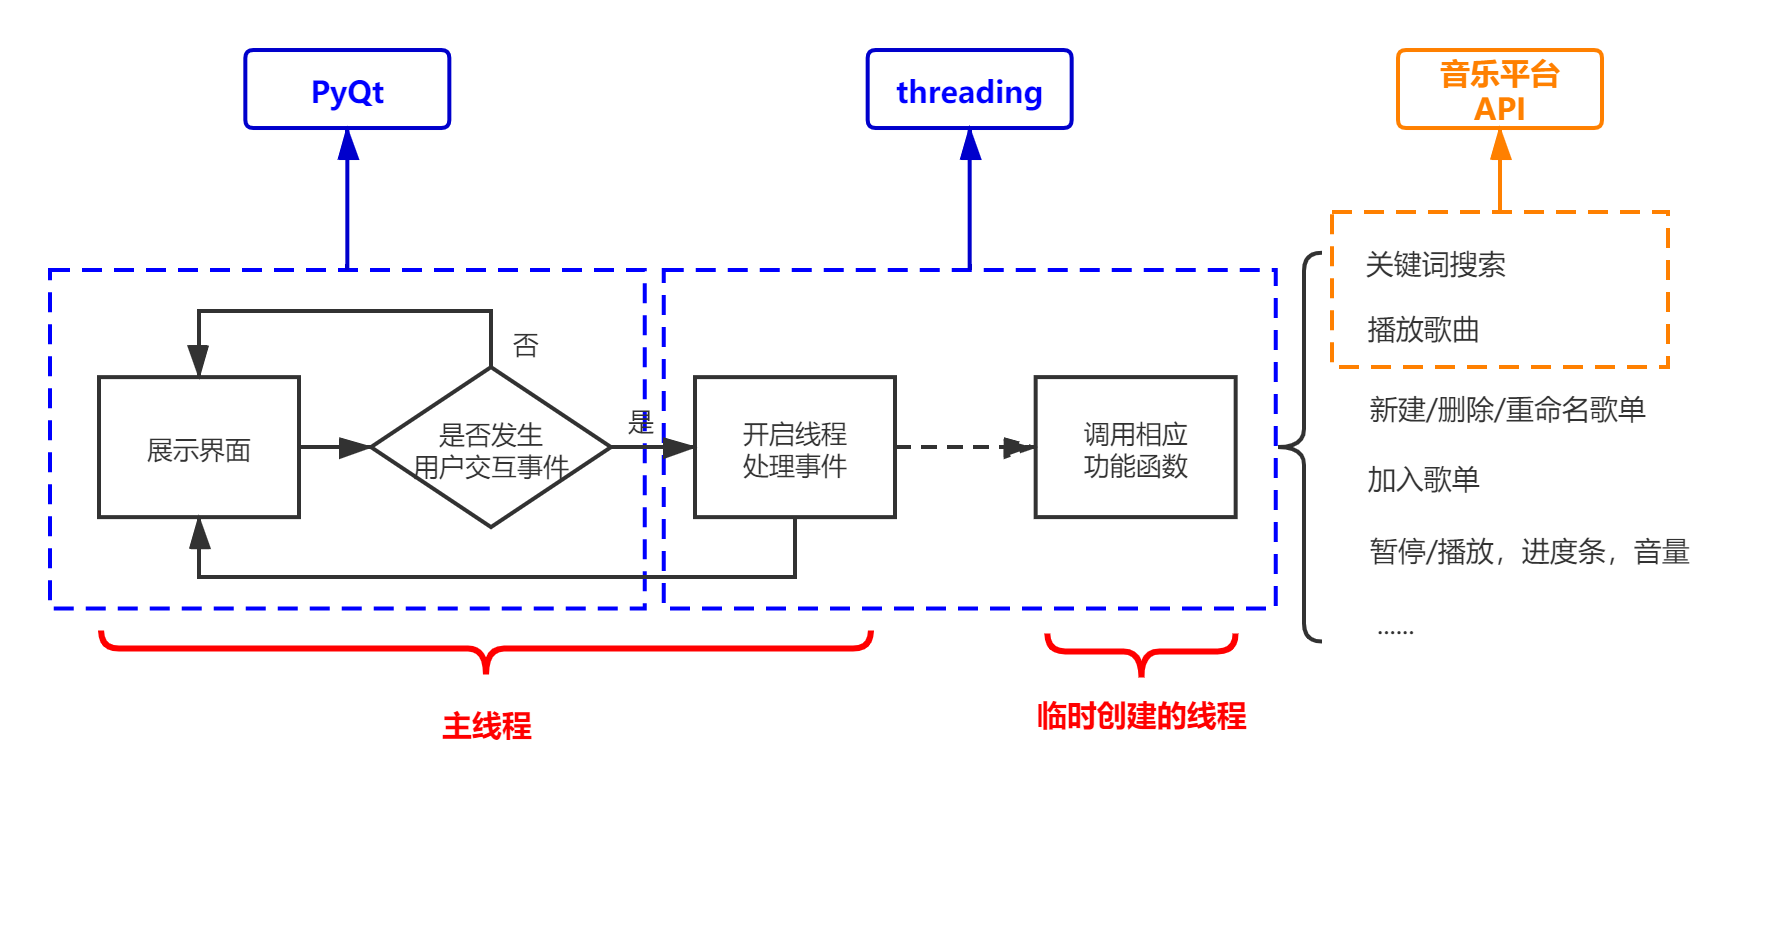 PyQt
threading
音乐平台
API
关键词搜索
播放歌曲
否
是
展示界面
是否发生
用户交互事件
开启线程
处理事件
调用相应
功能函数
新建/删除/重命名歌单
加入歌单
暂停/播放，进度条，音量
......
主线程
临时创建的线程